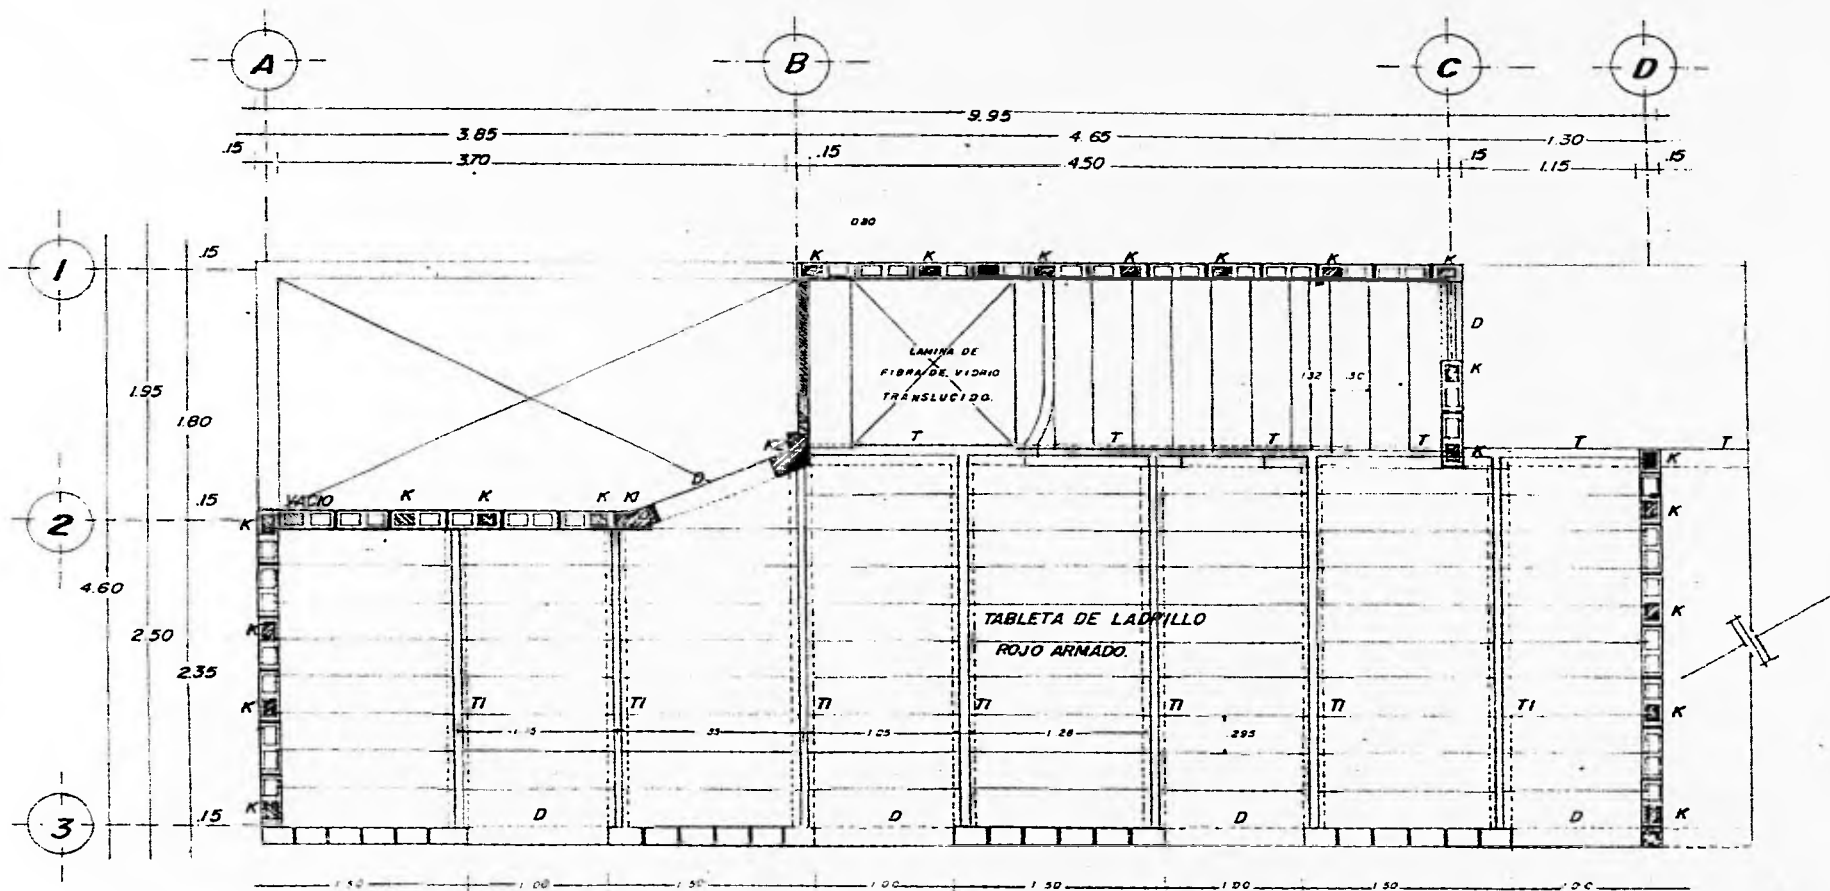 A B C D
9.95
3.85 4.65 1.30
.15 3.70 .15 4.50 .15 1.15 .15
1 .15
K K K K K K K
D
LAMINA DE
FIBRA DE VIDRIO
TRANSLUCIDO.
1.95
1.80
K
T T T T T T
K D K K
VACIO K K K K1
.15
2
K K
4.60
2.50
2.35
TABLETA DE LADRILLO
ROJO ARMADO.
K K
K T1 T1 T1 T1 T1 T1 T1 K
1.05 1.26 .295
3 .15
K D D D D K
1.50 1.00 1.50 1.00 1.50 1.00 1.50